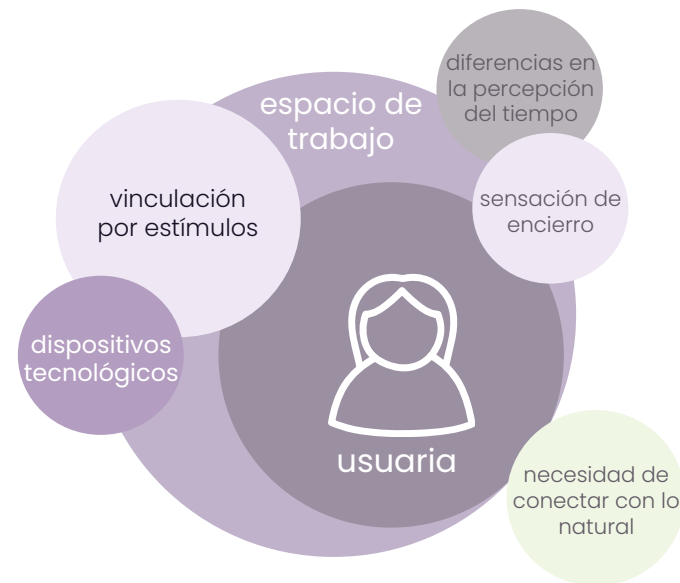 diferencias en
la percepción
del tiempo
espacio de
trabajo
vinculación
por estímulos
sensación de
encierro
dispositivos
tecnológicos
usuaria
necesidad de
conectar con lo
natural